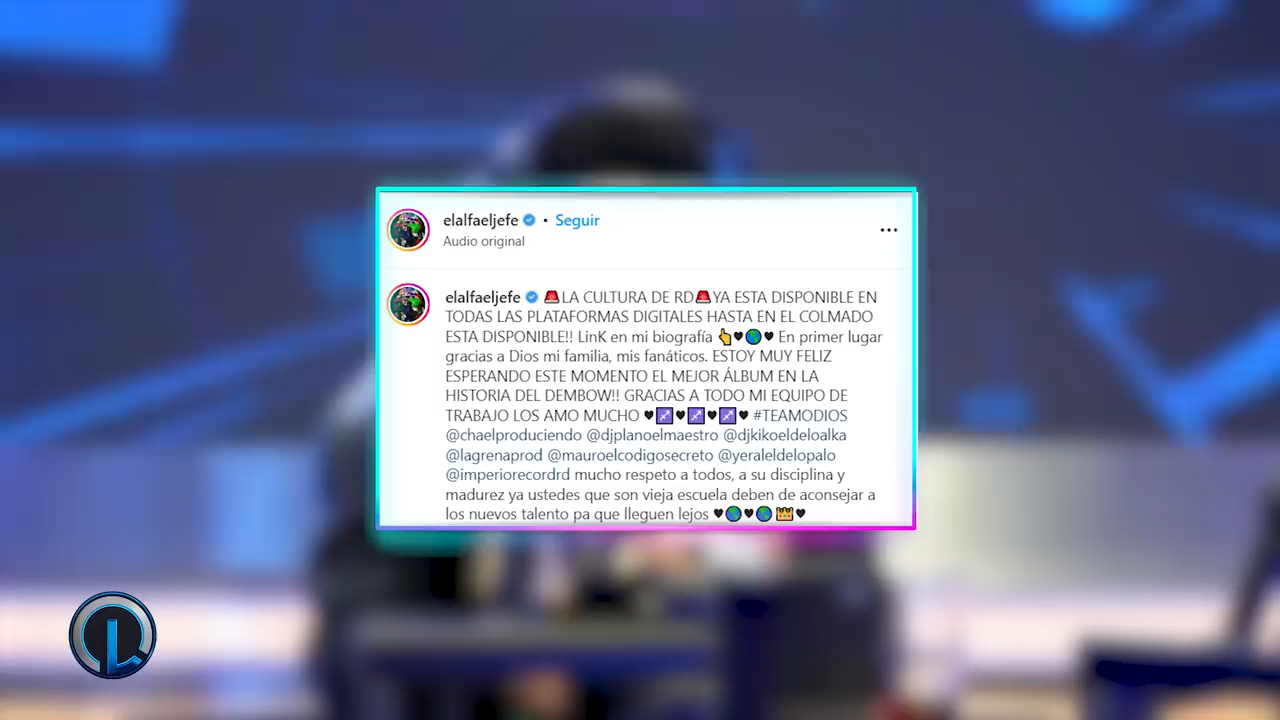 elalfaeljefe • Seguir
Audio original
elalfaeljefe 🚨LA CULTURA DE RD🚨YA ESTA DISPONIBLE EN
TODAS LAS PLATAFORMAS DIGITALES HASTA EN EL COLMADO
ESTA DISPONIBLE!! LinK en mi biografía 👆♥🌎♥ En primer lugar
gracias a Dios mi familia, mis fanáticos. ESTOY MUY FELIZ
ESPERANDO ESTE MOMENTO EL MEJOR ÁLBUM EN LA
HISTORIA DEL DEMBOW!! GRACIAS A TODO MI EQUIPO DE
TRABAJO LOS AMO MUCHO ♥♐♥♐♥♐♥ #TEAMODIOS
@chaelproduciendo @djplanoelmaestro @djkikoeldeloalka
@lagrenaprod @mauroelcodigosecreto @yeraleldelopalo
@imperiorecordrd mucho respeto a todos, a su disciplina y
madurez ya ustedes que son vieja escuela deben de aconsejar a
los nuevos talento pa que lleguen lejos ♥🌎♥🌎👑♥